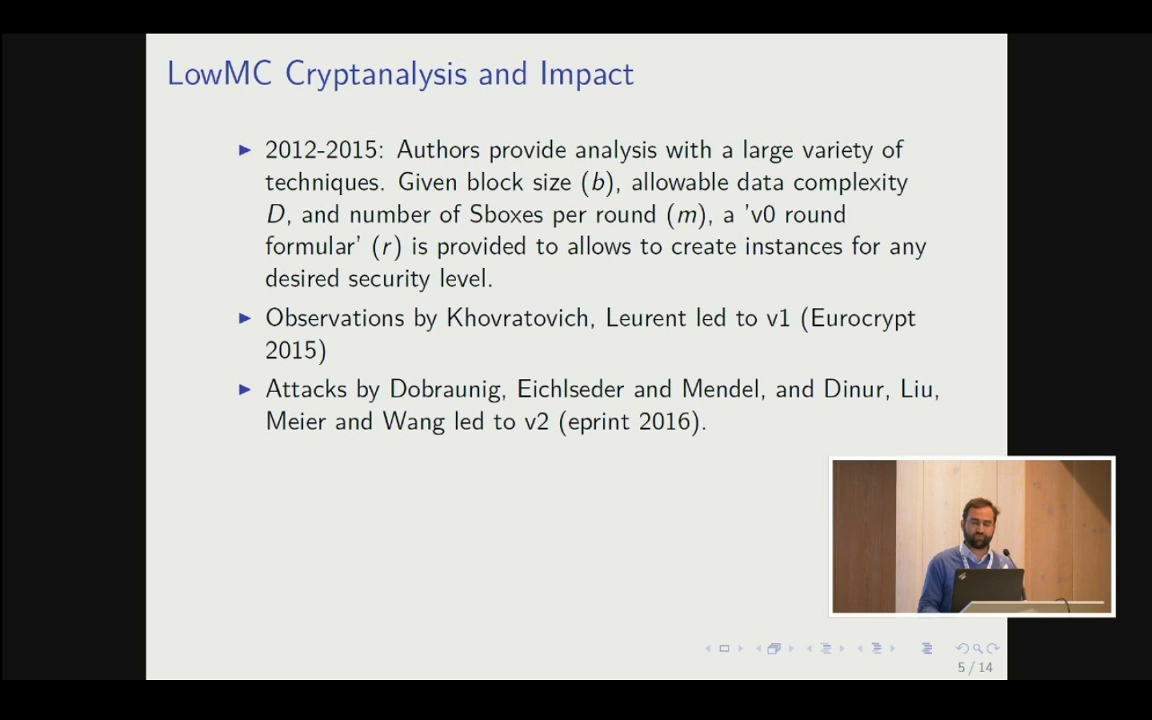 LowMC Cryptanalysis and Impact
2012-2015: Authors provide analysis with a large variety of
techniques. Given block size (b), allowable data complexity
D, and number of Sboxes per round (m), a 'v0 round
formular' (r) is provided to allows to create instances for any
desired security level.
Observations by Khovratovich, Leurent led to v1 (Eurocrypt
2015)
Attacks by Dobraunig, Eichlseder and Mendel, and Dinur, Liu,
Meier and Wang led to v2 (eprint 2016).
5 / 14